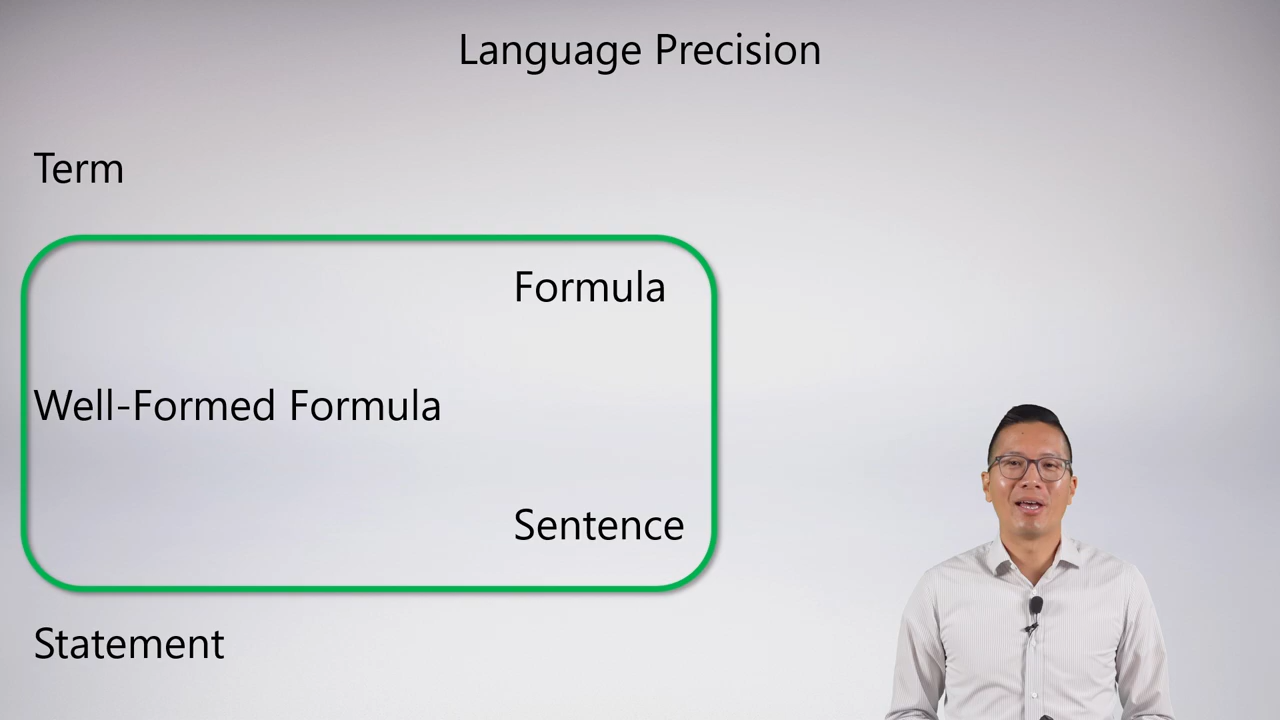 Language Precision
Term
Formula
Well-Formed Formula
Sentence
Statement